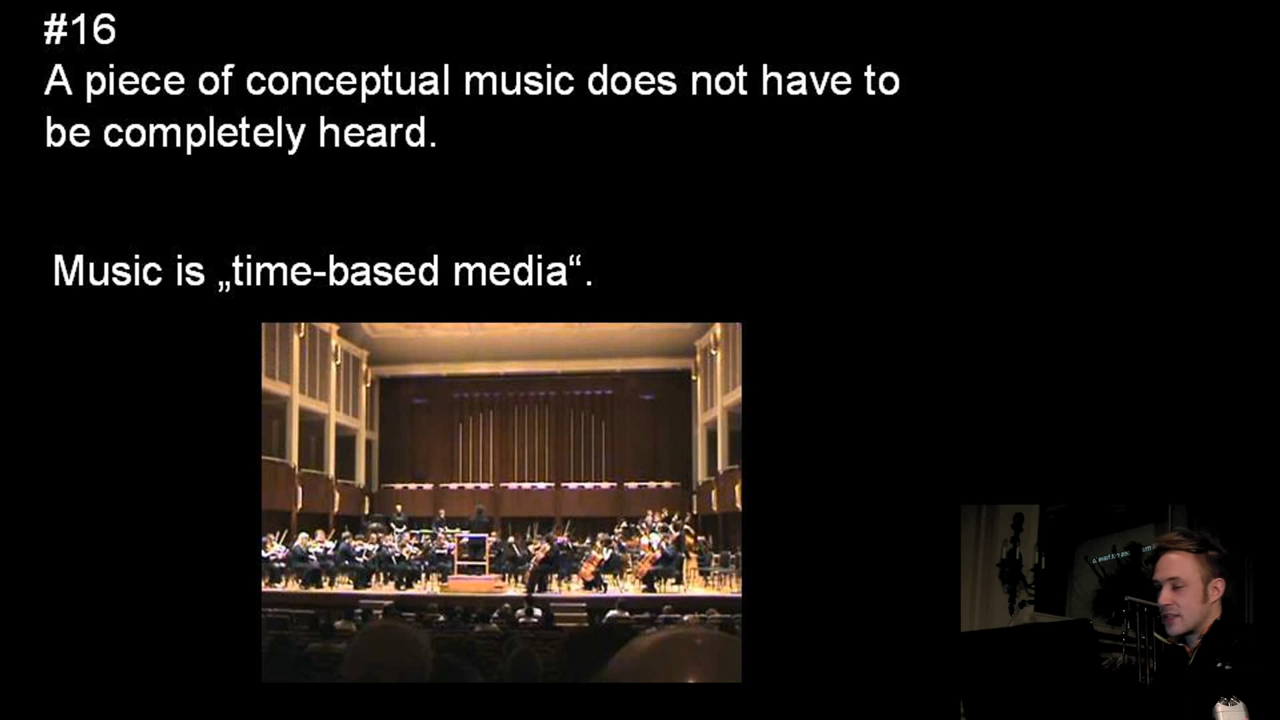 #16
A piece of conceptual music does not have to
be completely heard.
Music is „time-based media“.